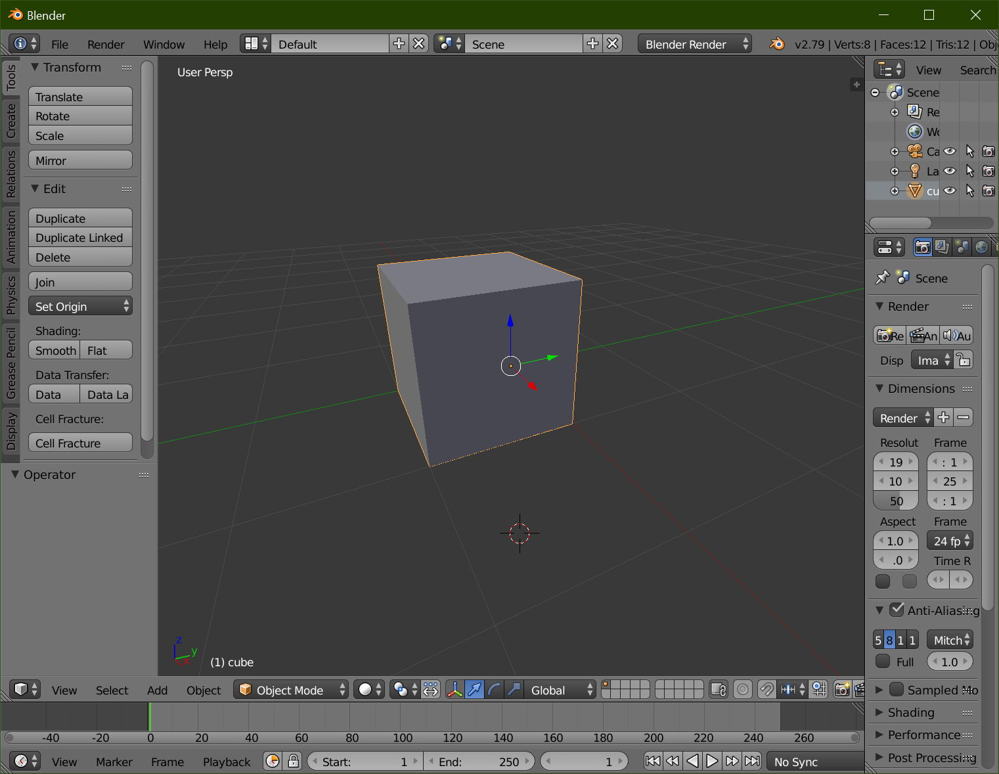 Blender
File Render Window Help Default Scene Blender Render v2.79 | Verts:8 | Faces:12 | Tris:12 | Obj
Tools
Create
Relations
Animation
Physics
Grease Pencil
Display
Transform
Translate
Rotate
Scale
Mirror
Edit
Duplicate
Duplicate Linked
Delete
Join
Set Origin
Shading:
Smooth Flat
Data Transfer:
Data Data La
Cell Fracture:
Cell Fracture
Operator
User Persp
z
y
x
(1) cube
View Search
Scene
Re
Wo
Ca
La
cu
Scene
Render
Re An Au
Disp Ima
Dimensions
Render
Resolut Frame
19 : 1
10 25
50 : 1
Aspect Frame
1.0 24 fp
.0 Time R
Anti-Aliasing
5 8 1 1 Mitch
Full 1.0
Sampled Mo
Shading
Performance
Post Processing
View Select Add Object Object Mode Global
-40 -20 0 20 40 60 80 100 120 140 160 180 200 220 240 260
View Marker Frame Playback Start: 1 End: 250 1 No Sync